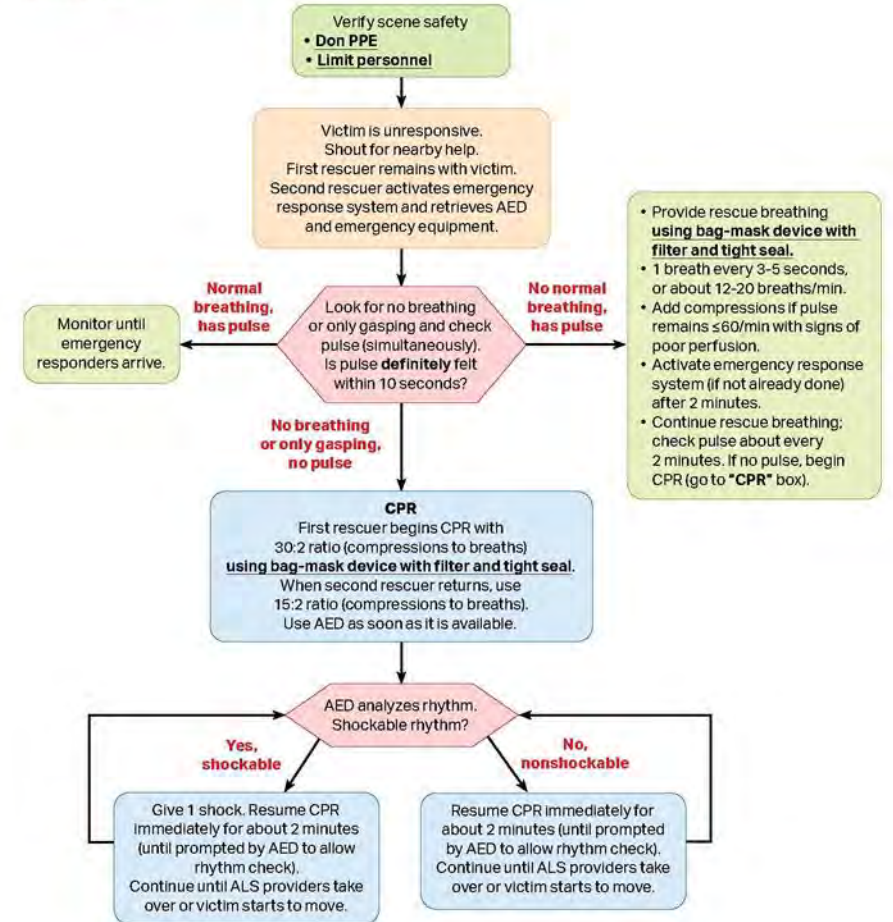 Verify scene safety
• Don PPE
• Limit personnel
Victim is unresponsive.
Shout for nearby help.
First rescuer remains with victim.
Second rescuer activates emergency
response system and retrieves AED
and emergency equipment.
Normal
breathing,
has pulse
Monitor until
emergency
responders arrive.
Look for no breathing
or only gasping and check
pulse (simultaneously).
Is pulse definitely felt
within 10 seconds?
No normal
breathing,
has pulse
• Provide rescue breathing
using bag-mask device with
filter and tight seal.
• 1 breath every 3-5 seconds,
or about 12-20 breaths/min.
• Add compressions if pulse
remains ≤60/min with signs of
poor perfusion.
• Activate emergency response
system (if not already done)
after 2 minutes.
• Continue rescue breathing;
check pulse about every
2 minutes. If no pulse, begin
CPR (go to "CPR" box).
No breathing
or only gasping,
no pulse
CPR
First rescuer begins CPR with
30:2 ratio (compressions to breaths)
using bag-mask device with filter and tight seal.
When second rescuer returns, use
15:2 ratio (compressions to breaths).
Use AED as soon as it is available.
AED analyzes rhythm.
Shockable rhythm?
Yes,
shockable
No,
nonshockable
Give 1 shock. Resume CPR
immediately for about 2 minutes
(until prompted by AED to allow
rhythm check).
Continue until ALS providers take
over or victim starts to move.
Resume CPR immediately for
about 2 minutes (until prompted
by AED to allow rhythm check).
Continue until ALS providers take
over or victim starts to move.